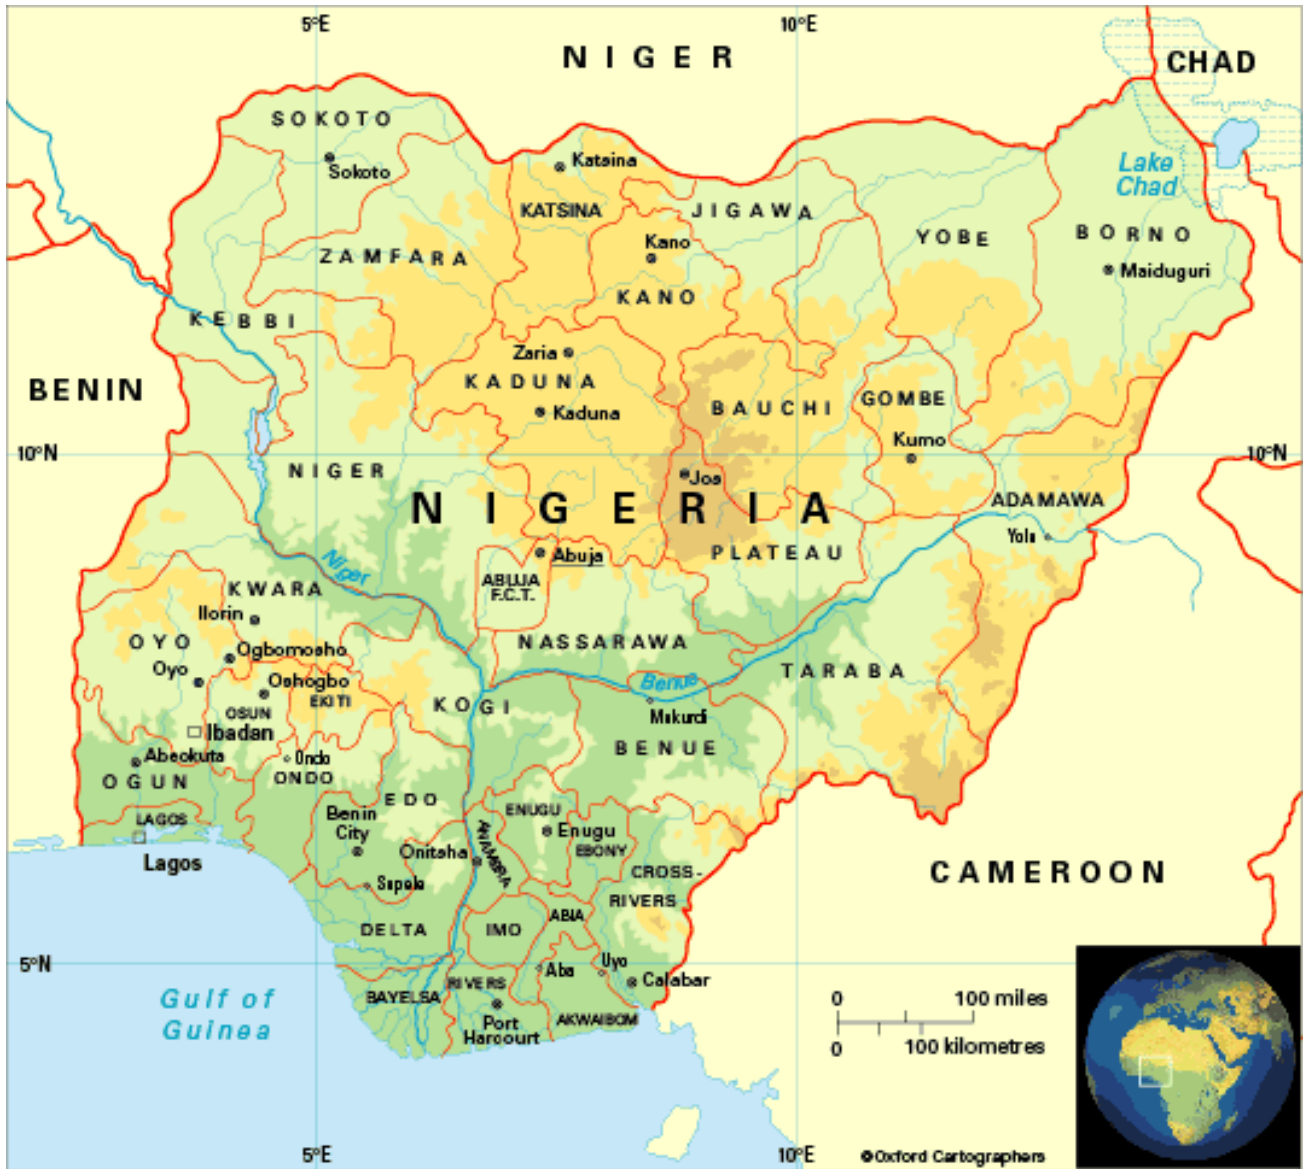 5°E
10°E
NIGER
CHAD
SOKOTO
Sokoto
Katsina
KATSINA
JIGAWA
Lake
Chad
ZAMFARA
Kano
KANO
YOBE
BORNO
Maiduguri
KEBBI
BENIN
Zaria
KADUNA
Kaduna
BAUCHI
GOMBE
Kumo
10°N
10°N
NIGER
NIGERIA
Jos
ADAMAWA
Yola
PLATEAU
Abuja
ABUJA
F.C.T.
Niger
KWARA
Ilorin
OYO
Ogbomosho
Oyo
Oshogbo
EKITI
OSUN
Ibadan
NASSARAWA
TARABA
Benue
KOGI
Makurdi
BENUE
Abeokuta
OGUN
Ondo
ONDO
EDO
LAGOS
Lagos
Benin
City
Onitsha
ANAMBRA
ENUGU
Enugu
EBONY
CROSS-
RIVERS
Sapele
DELTA
IMO
ABIA
CAMEROON
5°N
Gulf of
Guinea
BAYELSA
RIVERS
Aba
Uyo
Calabar
Port
Harcourt
AKWAIBOM
0 100 miles
0 100 kilometres
5°E
10°E
Oxford Cartographers